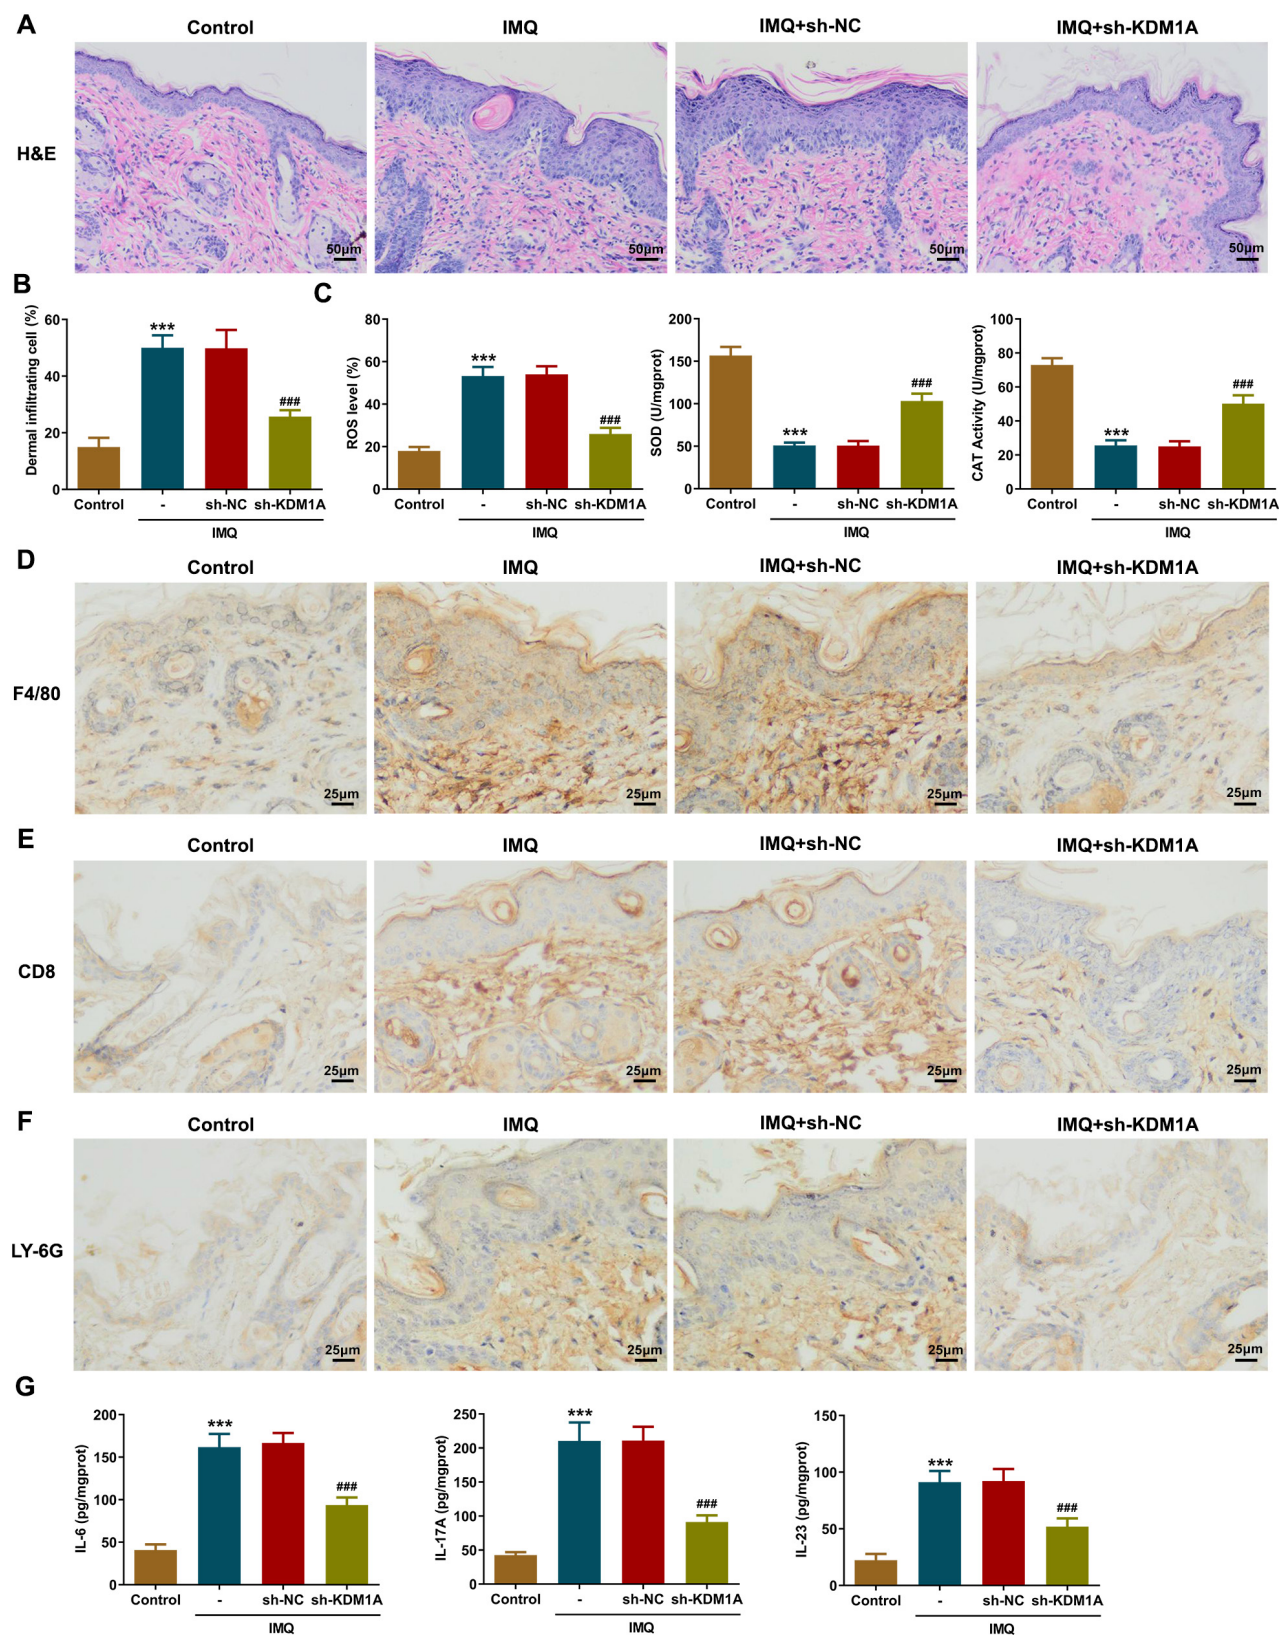 A
Control
IMQ
IMQ+sh-NC
IMQ+sh-KDM1A
H&E
50μm
50μm
50μm
50μm
B
Dermal infiltrating cell (%)
60
40
20
0
***
###
Control
-
sh-NC
sh-KDM1A
IMQ
C
ROS level (%)
80
60
40
20
0
***
###
Control
-
sh-NC
sh-KDM1A
IMQ
SOD (U/mgprot)
200
150
100
50
0
***
###
Control
-
sh-NC
sh-KDM1A
IMQ
CAT Activity (U/mgprot)
100
80
60
40
20
0
***
###
Control
-
sh-NC
sh-KDM1A
IMQ
D
Control
IMQ
IMQ+sh-NC
IMQ+sh-KDM1A
F4/80
25μm
25μm
25μm
25μm
E
Control
IMQ
IMQ+sh-NC
IMQ+sh-KDM1A
CD8
25μm
25μm
25μm
25μm
F
Control
IMQ
IMQ+sh-NC
IMQ+sh-KDM1A
LY-6G
25μm
25μm
25μm
25μm
G
IL-6 (pg/mgprot)
200
150
100
50
0
***
###
Control
-
sh-NC
sh-KDM1A
IMQ
IL-17A (pg/mgprot)
250
200
150
100
50
0
***
###
Control
-
sh-NC
sh-KDM1A
IMQ
IL-23 (pg/mgprot)
150
100
50
0
***
###
Control
-
sh-NC
sh-KDM1A
IMQ